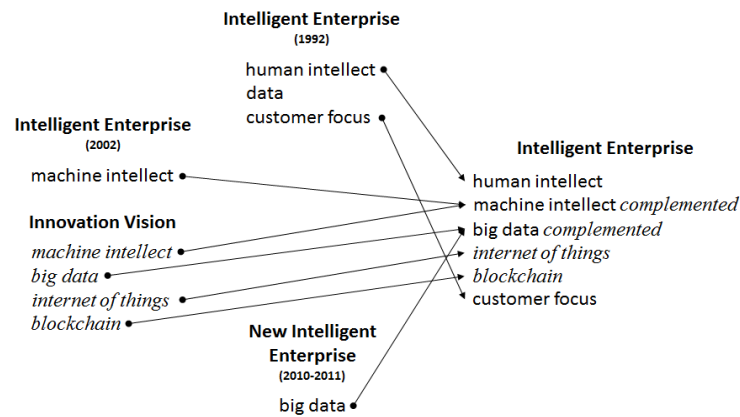 Intelligent Enterprise
(1992)
human intellect
data
customer focus
Intelligent Enterprise
(2002)
machine intellect
Innovation Vision
machine intellect
big data
internet of things
blockchain
New Intelligent
Enterprise
(2010-2011)
big data
Intelligent Enterprise
human intellect
machine intellect complemented
big data complemented
internet of things
blockchain
customer focus